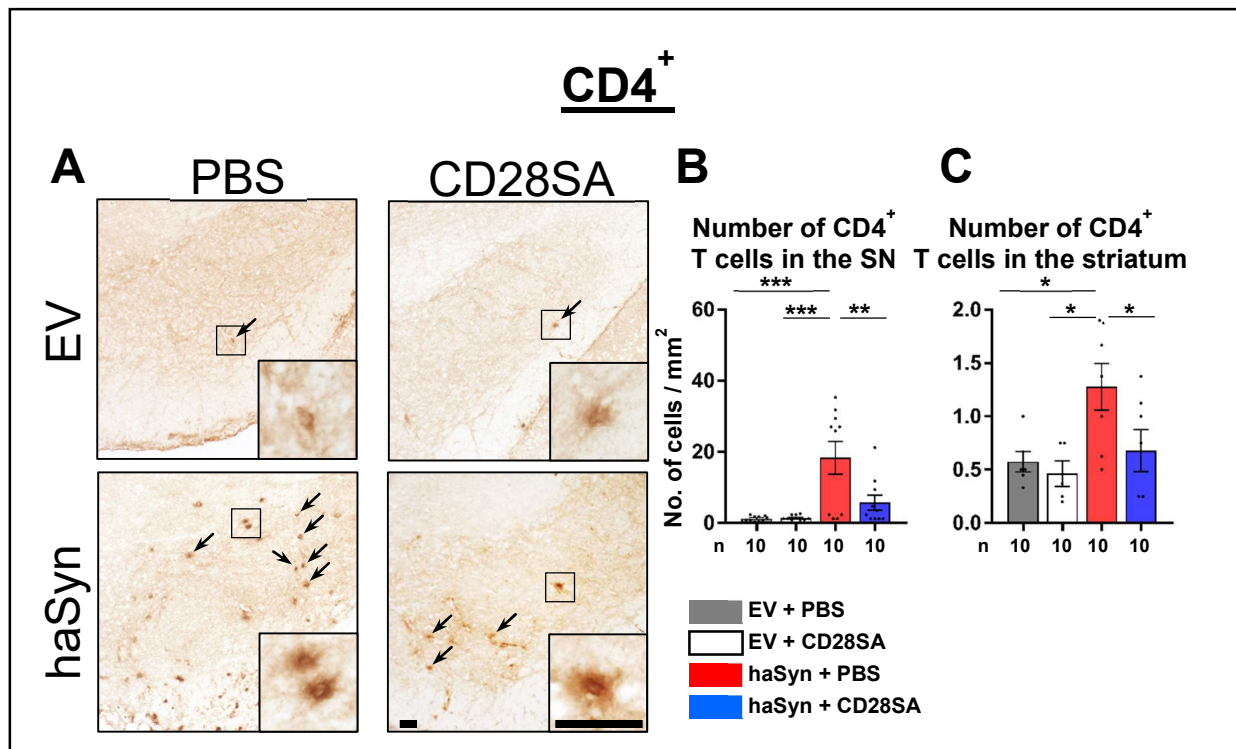 CD4⁺
A
PBS
CD28SA
EV
haSyn
B
Number of CD4⁺
T cells in the SN
No. of cells / mm²
60
40
20
0
***
***
**
n 10 10 10 10
C
Number of CD4⁺
T cells in the striatum
2.0
1.5
1.0
0.5
0.0
*
*
*
10 10 10 10
EV + PBS
EV + CD28SA
haSyn + PBS
haSyn + CD28SA